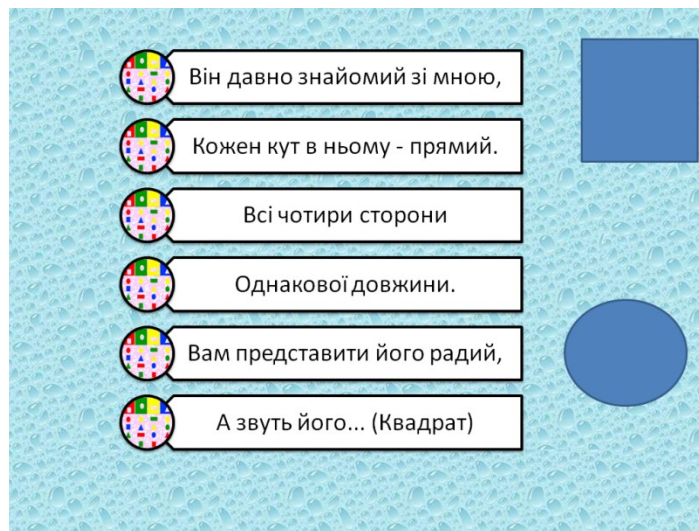 Він давно знайомий зі мною,
Кожен кут в ньому - прямий.
Всі чотири сторони
Однакової довжини.
Вам представити його радий,
А звуть його... (Квадрат)